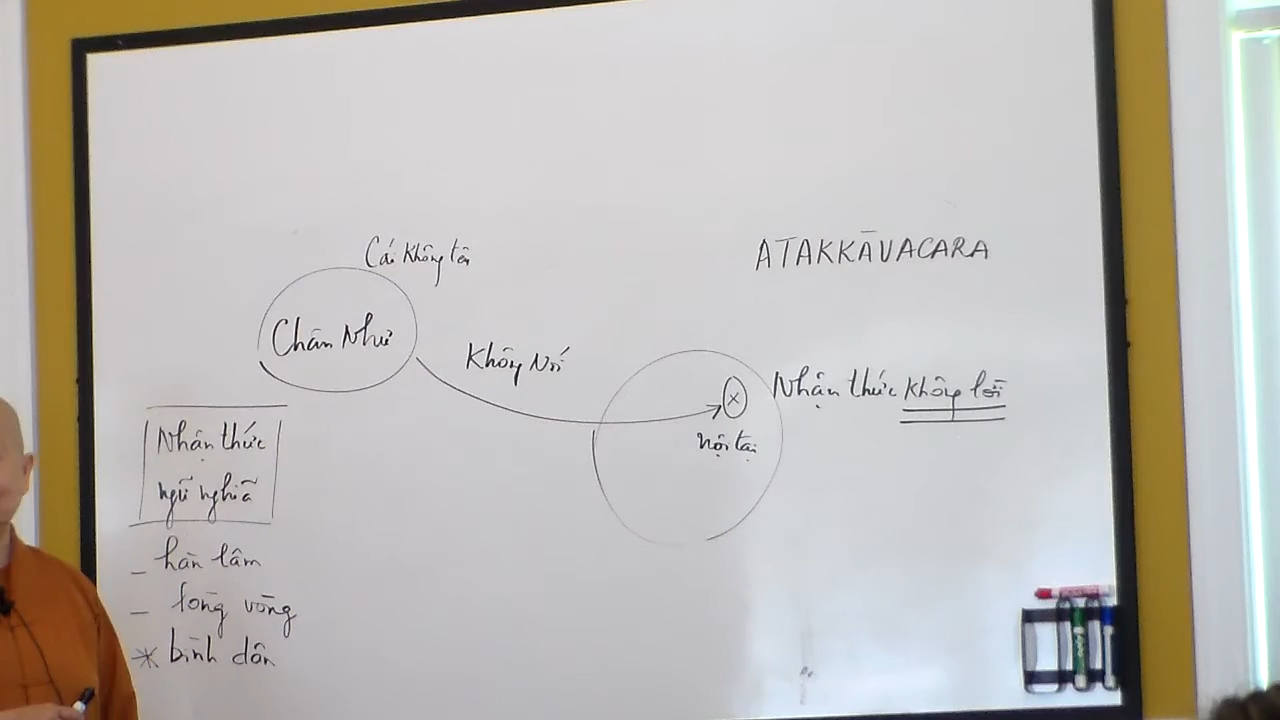 Cái không tên
ATAKKĀVACARA
Chân Như
Không Nói
Nhận thức không lời
x
Nội tại
Nhận thức
ngữ nghĩa
- hàn lâm
- lòng vòng
* bình dân